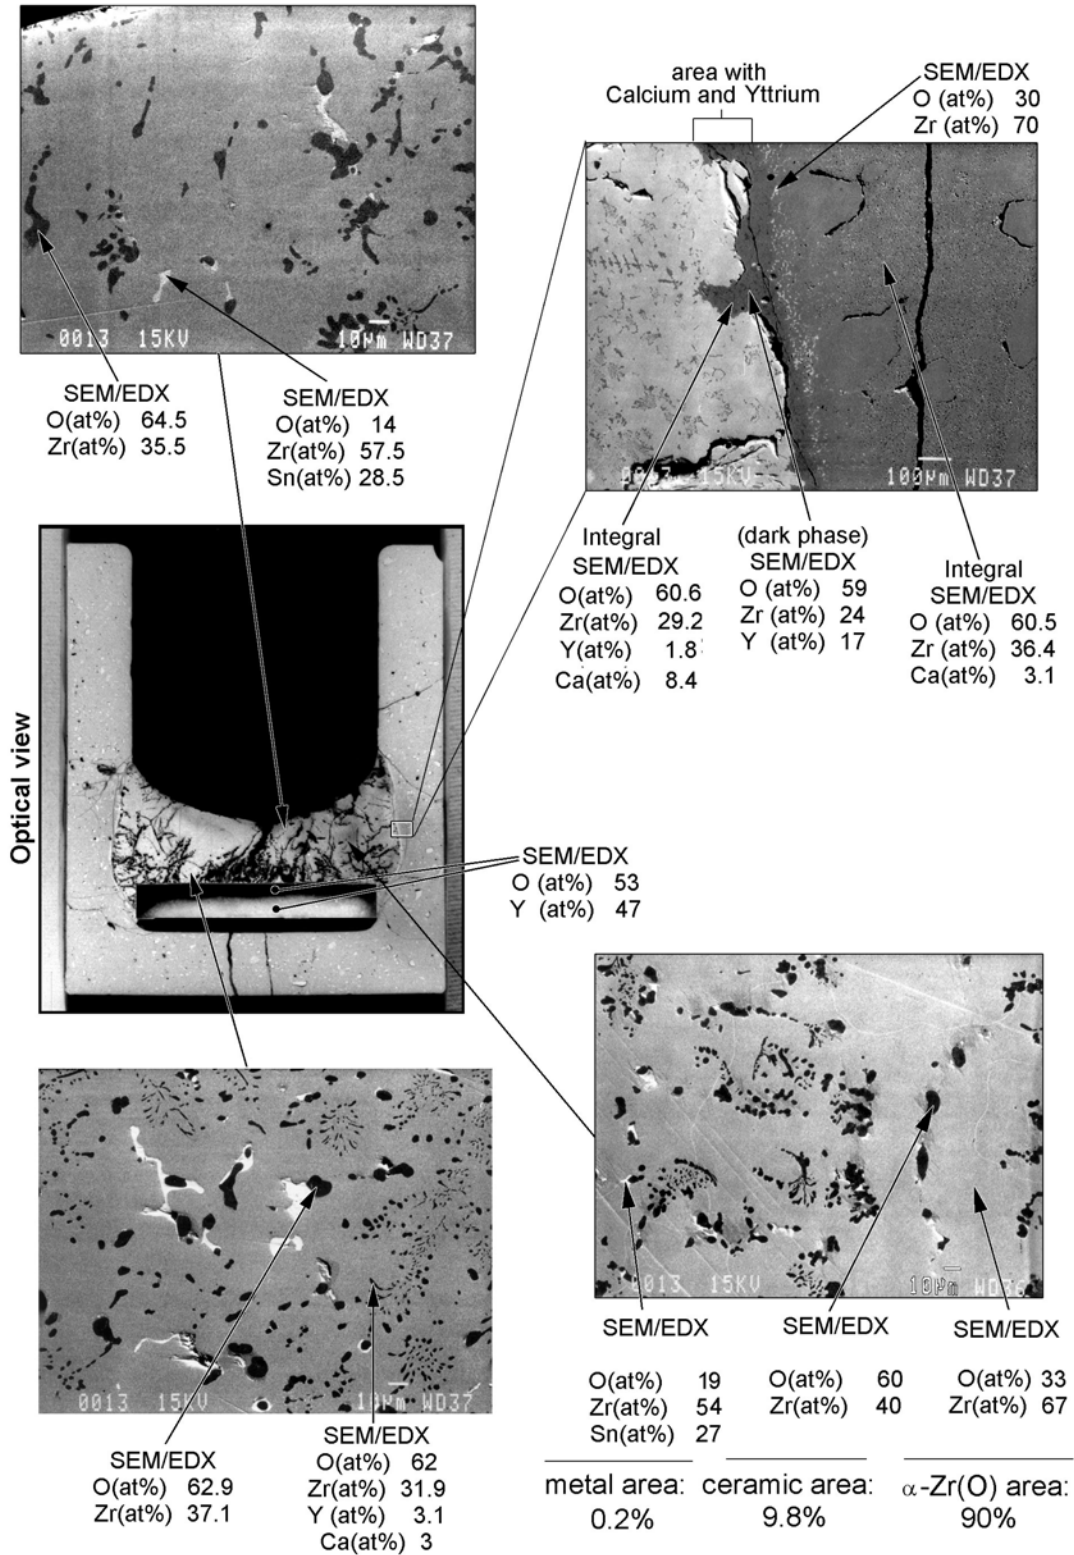 0013 15KV 10µm WD37
SEM/EDX
O(at%) 64.5
Zr(at%) 35.5
SEM/EDX
O(at%) 14
Zr(at%) 57.5
Sn(at%) 28.5
area with
Calcium and Yttrium
SEM/EDX
O (at%) 30
Zr (at%) 70
15KV 100µm WD37
Integral
SEM/EDX
O(at%) 60.6
Zr(at%) 29.2
Y(at%) 1.8
Ca(at%) 8.4
(dark phase)
SEM/EDX
O (at%) 59
Zr (at%) 24
Y (at%) 17
Integral
SEM/EDX
O (at%) 60.5
Zr (at%) 36.4
Ca(at%) 3.1
Optical view
SEM/EDX
O (at%) 53
Y (at%) 47
0013 15KV 10µm WD37
SEM/EDX
O(at%) 62.9
Zr(at%) 37.1
SEM/EDX
O(at%) 62
Zr(at%) 31.9
Y (at%) 3.1
Ca(at%) 3
0013 15KV 10µm WD36
SEM/EDX
O(at%) 19
Zr(at%) 54
Sn(at%) 27
SEM/EDX
O(at%) 60
Zr(at%) 40
SEM/EDX
O(at%) 33
Zr(at%) 67
metal area:
0.2%
ceramic area:
9.8%
α-Zr(O) area:
90%